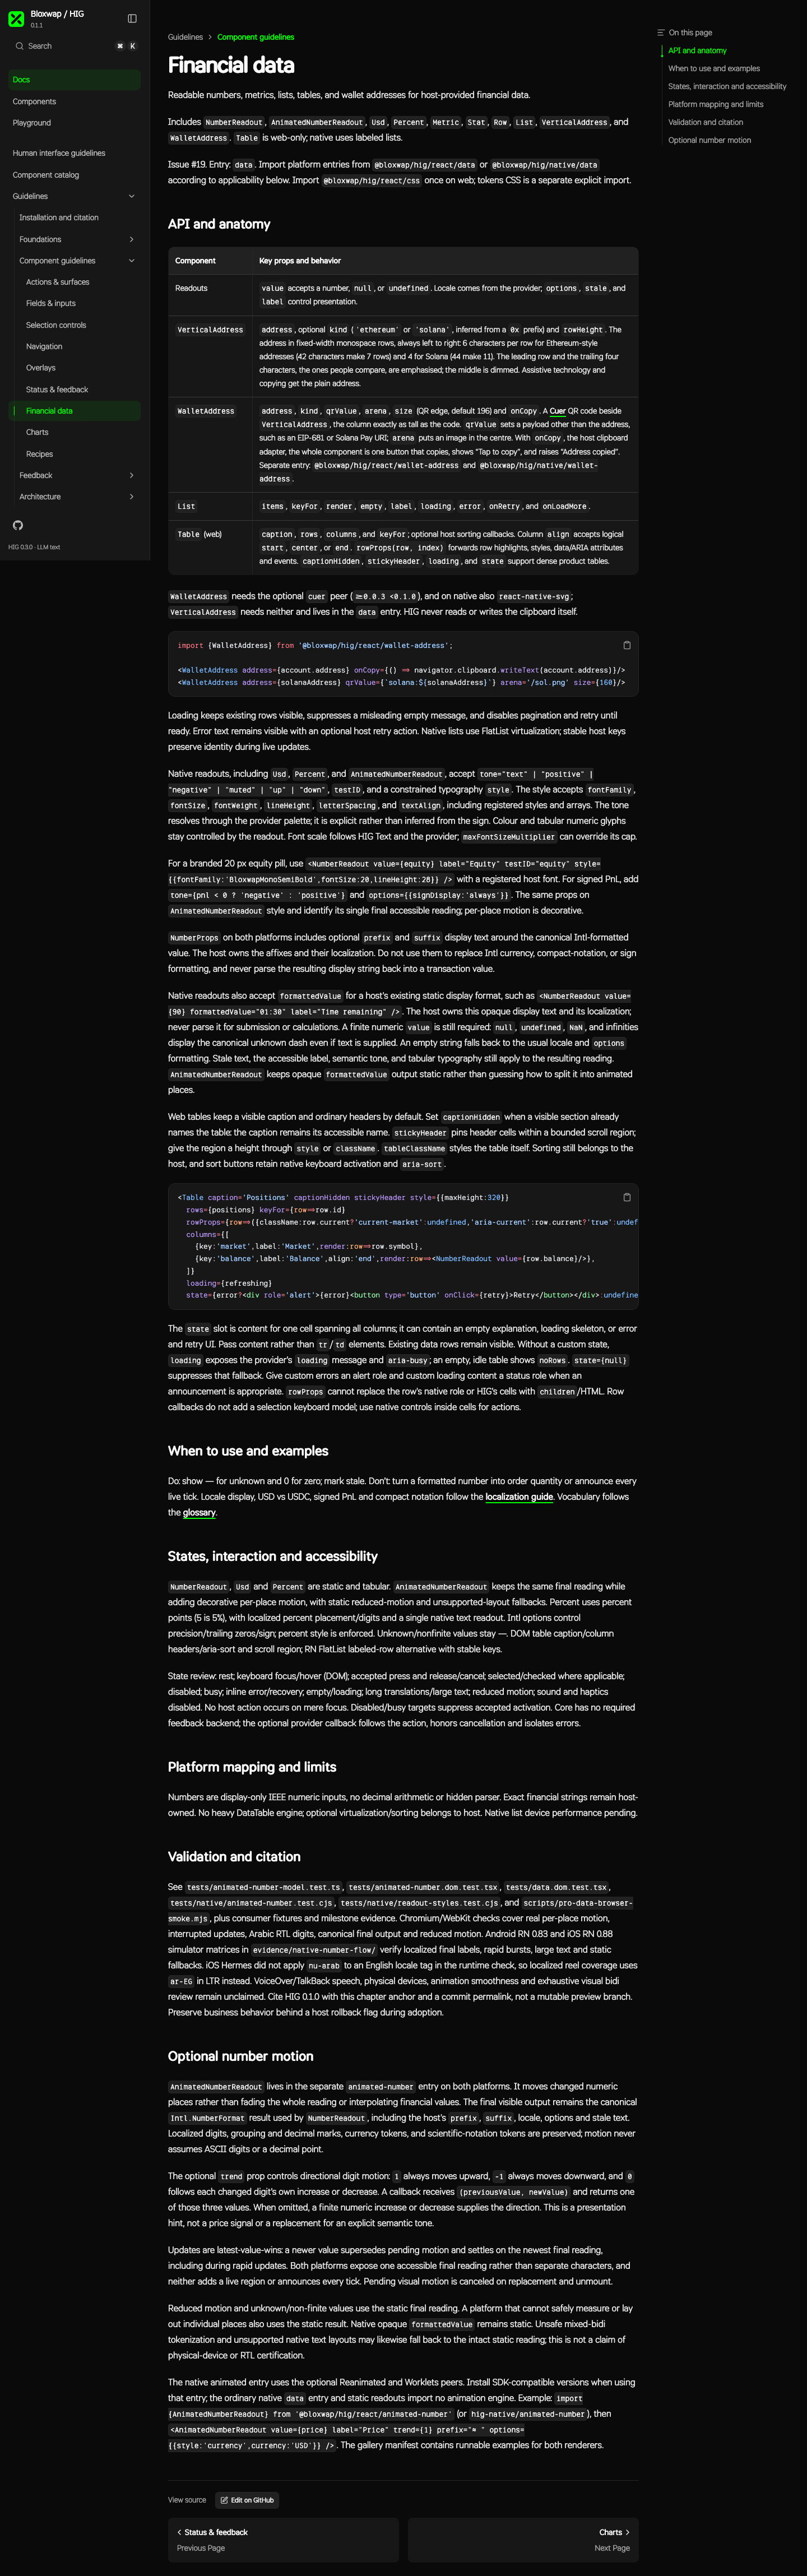 Bloxwap / HIG
0.1.1
Search
⌘ K
Docs
Components
Playground
Human interface guidelines
Component catalog
Guidelines
Installation and citation
Foundations
Component guidelines
Actions & surfaces
Fields & inputs
Selection controls
Navigation
Overlays
Status & feedback
Financial data
Charts
Recipes
Feedback
Architecture
HIG 0.3.0 · LLM text
Guidelines > Component guidelines
Financial data
Readable numbers, metrics, lists, tables, and wallet addresses for host-provided financial data.
Includes NumberReadout, AnimatedNumberReadout, Usd, Percent, Metric, Stat, Row, List, VerticalAddress, and
WalletAddress. Table is web-only; native uses labeled lists.
Issue #19. Entry: data. Import platform entries from @bloxwap/hig/react/data or @bloxwap/hig/native/data
according to applicability below. Import @bloxwap/hig/react/css once on web; tokens CSS is a separate explicit import.
API and anatomy
Component Key props and behavior
Readouts value accepts a number, null, or undefined. Locale comes from the provider; options, stale, and
label control presentation.
VerticalAddress address, optional kind ('ethereum' or 'solana', inferred from a 0x prefix) and rowHeight. The
address in fixed-width monospace rows, always left to right: 6 characters per row for Ethereum-style
addresses (42 characters make 7 rows) and 4 for Solana (44 make 11). The leading row and the trailing four
characters, the ones people compare, are emphasised; the middle is dimmed. Assistive technology and
copying get the plain address.
WalletAddress address, kind, qrValue, arena, size (QR edge, default 196) and onCopy. A Cuer QR code beside
VerticalAddress, the column exactly as tall as the code. qrValue sets a payload other than the address,
such as an EIP-681 or Solana Pay URI; arena puts an image in the centre. With onCopy, the host clipboard
adapter, the whole component is one button that copies, shows "Tap to copy", and raises "Address copied".
Separate entry: @bloxwap/hig/react/wallet-address and @bloxwap/hig/native/wallet-
address.
List items, keyFor, render, empty, label, loading, error, onRetry, and onLoadMore.
Table (web) caption, rows, columns, and keyFor; optional host sorting callbacks. Column align accepts logical
start, center, or end. rowProps(row, index) forwards row highlights, styles, data/ARIA attributes
and events. captionHidden, stickyHeader, loading, and state support dense product tables.
WalletAddress needs the optional cuer peer (>=0.0.3 <0.1.0), and on native also react-native-svg;
VerticalAddress needs neither and lives in the data entry. HIG never reads or writes the clipboard itself.
import {WalletAddress} from '@bloxwap/hig/react/wallet-address';
<WalletAddress address={account.address} onCopy={() => navigator.clipboard.writeText(account.address)}/>
<WalletAddress address={solanaAddress} qrValue={`solana:${solanaAddress}`} arena='/sol.png' size={160}/>
Loading keeps existing rows visible, suppresses a misleading empty message, and disables pagination and retry until
ready. Error text remains visible with an optional host retry action. Native lists use FlatList virtualization; stable host keys
preserve identity during live updates.
Native readouts, including Usd, Percent, and AnimatedNumberReadout, accept tone="text" | "positive" |
"negative" | "muted" | "up" | "down", testID, and a constrained typography style. The style accepts fontFamily,
fontSize, fontWeight, lineHeight, letterSpacing, and textAlign, including registered styles and arrays. The tone
resolves through the provider palette; it is explicit rather than inferred from the sign. Colour and tabular numeric glyphs
stay controlled by the readout. Font scale follows HIG Text and the provider; maxFontSizeMultiplier can override its cap.
For a branded 20 px equity pill, use <NumberReadout value={equity} label="Equity" testID="equity" style=
{{fontFamily:'BloxwapMonoSemiBold',fontSize:20,lineHeight:28}} /> with a registered host font. For signed PnL, add
tone={pnl < 0 ? 'negative' : 'positive'} and options={{signDisplay:'always'}}. The same props on
AnimatedNumberReadout style and identify its single final accessible reading; per-place motion is decorative.
NumberProps on both platforms includes optional prefix and suffix display text around the canonical Intl-formatted
value. The host owns the affixes and their localization. Do not use them to replace Intl currency, compact-notation, or sign
formatting, and never parse the resulting display string back into a transaction value.
Native readouts also accept formattedValue for a host's existing static display format, such as <NumberReadout value=
{90} formattedValue="01:30" label="Time remaining" />. The host owns this opaque display text and its localization;
never parse it for submission or calculations. A finite numeric value is still required: null, undefined, NaN, and infinities
display the canonical unknown dash even if text is supplied. An empty string falls back to the usual locale and options
formatting. Stale text, the accessible label, semantic tone, and tabular typography still apply to the resulting reading.
AnimatedNumberReadout keeps opaque formattedValue output static rather than guessing how to split it into animated
places.
Web tables keep a visible caption and ordinary headers by default. Set captionHidden when a visible section already
names the table: the caption remains its accessible name. stickyHeader pins header cells within a bounded scroll region;
give the region a height through style or className. tableClassName styles the table itself. Sorting still belongs to the
host, and sort buttons retain native keyboard activation and aria-sort.
<Table caption='Positions' captionHidden stickyHeader style={{maxHeight:320}}
rows={positions} keyFor={row=>row.id}
rowProps={row=>({className:row.current?'current-market':undefined,'aria-current':row.current?'true':undef
columns={[
{key:'market',label:'Market',render:row=>row.symbol},
{key:'balance',label:'Balance',align:'end',render:row=><NumberReadout value={row.balance}/>},
]}
loading={refreshing}
state={error?<div role='alert'>{error}<button type='button' onClick={retry}>Retry</button></div>:undefine
The state slot is content for one cell spanning all columns; it can contain an empty explanation, loading skeleton, or error
and retry UI. Pass content rather than tr/td elements. Existing data rows remain visible. Without a custom state,
loading exposes the provider's loading message and aria-busy; an empty, idle table shows noRows. state={null}
suppresses that fallback. Give custom errors an alert role and custom loading content a status role when an
announcement is appropriate. rowProps cannot replace the row's native role or HIG's cells with children/HTML. Row
callbacks do not add a selection keyboard model; use native controls inside cells for actions.
When to use and examples
Do: show — for unknown and 0 for zero; mark stale. Don't: turn a formatted number into order quantity or announce every
live tick. Locale display, USD vs USDC, signed PnL and compact notation follow the localization guide. Vocabulary follows
the glossary.
States, interaction and accessibility
NumberReadout, Usd and Percent are static and tabular. AnimatedNumberReadout keeps the same final reading while
adding decorative per-place motion, with static reduced-motion and unsupported-layout fallbacks. Percent uses percent
points (5 is 5%), with localized percent placement/digits and a single native text readout. Intl options control
precision/trailing zeros/sign; percent style is enforced. Unknown/nonfinite values stay —. DOM table caption/column
headers/aria-sort and scroll region; RN FlatList labeled-row alternative with stable keys.
State review: rest; keyboard focus/hover (DOM); accepted press and release/cancel; selected/checked where applicable;
disabled; busy; inline error/recovery; empty/loading; long translations/large text; reduced motion; sound and haptics
disabled. No host action occurs on mere focus. Disabled/busy targets suppress accepted activation. Core has no required
feedback backend; the optional provider callback follows the action, honors cancellation and isolates errors.
Platform mapping and limits
Numbers are display-only IEEE numeric inputs, no decimal arithmetic or hidden parser. Exact financial strings remain host-
owned. No heavy DataTable engine; optional virtualization/sorting belongs to host. Native list device performance pending.
Validation and citation
See tests/animated-number-model.test.ts, tests/animated-number.dom.test.tsx, tests/data.dom.test.tsx,
tests/native/animated-number.test.cjs, tests/native/readout-styles.test.cjs, and scripts/pro-data-browser-
smoke.mjs, plus consumer fixtures and milestone evidence. Chromium/WebKit checks cover real per-place motion,
interrupted updates, Arabic RTL digits, canonical final output and reduced motion. Android RN 0.83 and iOS RN 0.88
simulator matrices in evidence/native-number-flow/ verify localized final labels, rapid bursts, large text and static
fallbacks. iOS Hermes did not apply nu-arab to an English locale tag in the runtime check, so localized reel coverage uses
ar-EG in LTR instead. VoiceOver/TalkBack speech, physical devices, animation smoothness and exhaustive visual bidi
review remain unclaimed. Cite HIG 0.1.0 with this chapter anchor and a commit permalink, not a mutable preview branch.
Preserve business behavior behind a host rollback flag during adoption.
Optional number motion
AnimatedNumberReadout lives in the separate animated-number entry on both platforms. It moves changed numeric
places rather than fading the whole reading or interpolating financial values. The final visible output remains the canonical
Intl.NumberFormat result used by NumberReadout, including the host's prefix, suffix, locale, options and stale text.
Localized digits, grouping and decimal marks, currency tokens, and scientific-notation tokens are preserved; motion never
assumes ASCII digits or a decimal point.
The optional trend prop controls directional digit motion: 1 always moves upward, -1 always moves downward, and 0
follows each changed digit's own increase or decrease. A callback receives (previousValue, newValue) and returns one
of those three values. When omitted, a finite numeric increase or decrease supplies the direction. This is a presentation
hint, not a price signal or a replacement for an explicit semantic tone.
Updates are latest-value-wins: a newer value supersedes pending motion and settles on the newest final reading,
including during rapid updates. Both platforms expose one accessible final reading rather than separate characters, and
neither adds a live region or announces every tick. Pending visual motion is canceled on replacement and unmount.
Reduced motion and unknown/non-finite values use the static final reading. A platform that cannot safely measure or lay
out individual places also uses the static result. Native opaque formattedValue remains static. Unsafe mixed-bidi
tokenization and unsupported native text layouts may likewise fall back to the intact static reading; this is not a claim of
physical-device or RTL certification.
The native animated entry uses the optional Reanimated and Worklets peers. Install SDK-compatible versions when using
that entry; the ordinary native data entry and static readouts import no animation engine. Example: import
{AnimatedNumberReadout} from '@bloxwap/hig/react/animated-number' (or hig-native/animated-number), then
<AnimatedNumberReadout value={price} label="Price" trend={1} prefix="≈ " options=
{{style:'currency',currency:'USD'}} />. The gallery manifest contains runnable examples for both renderers.
View source Edit on GitHub
Status & feedback
Previous Page
Charts
Next Page
On this page
API and anatomy
When to use and examples
States, interaction and accessibility
Platform mapping and limits
Validation and citation
Optional number motion